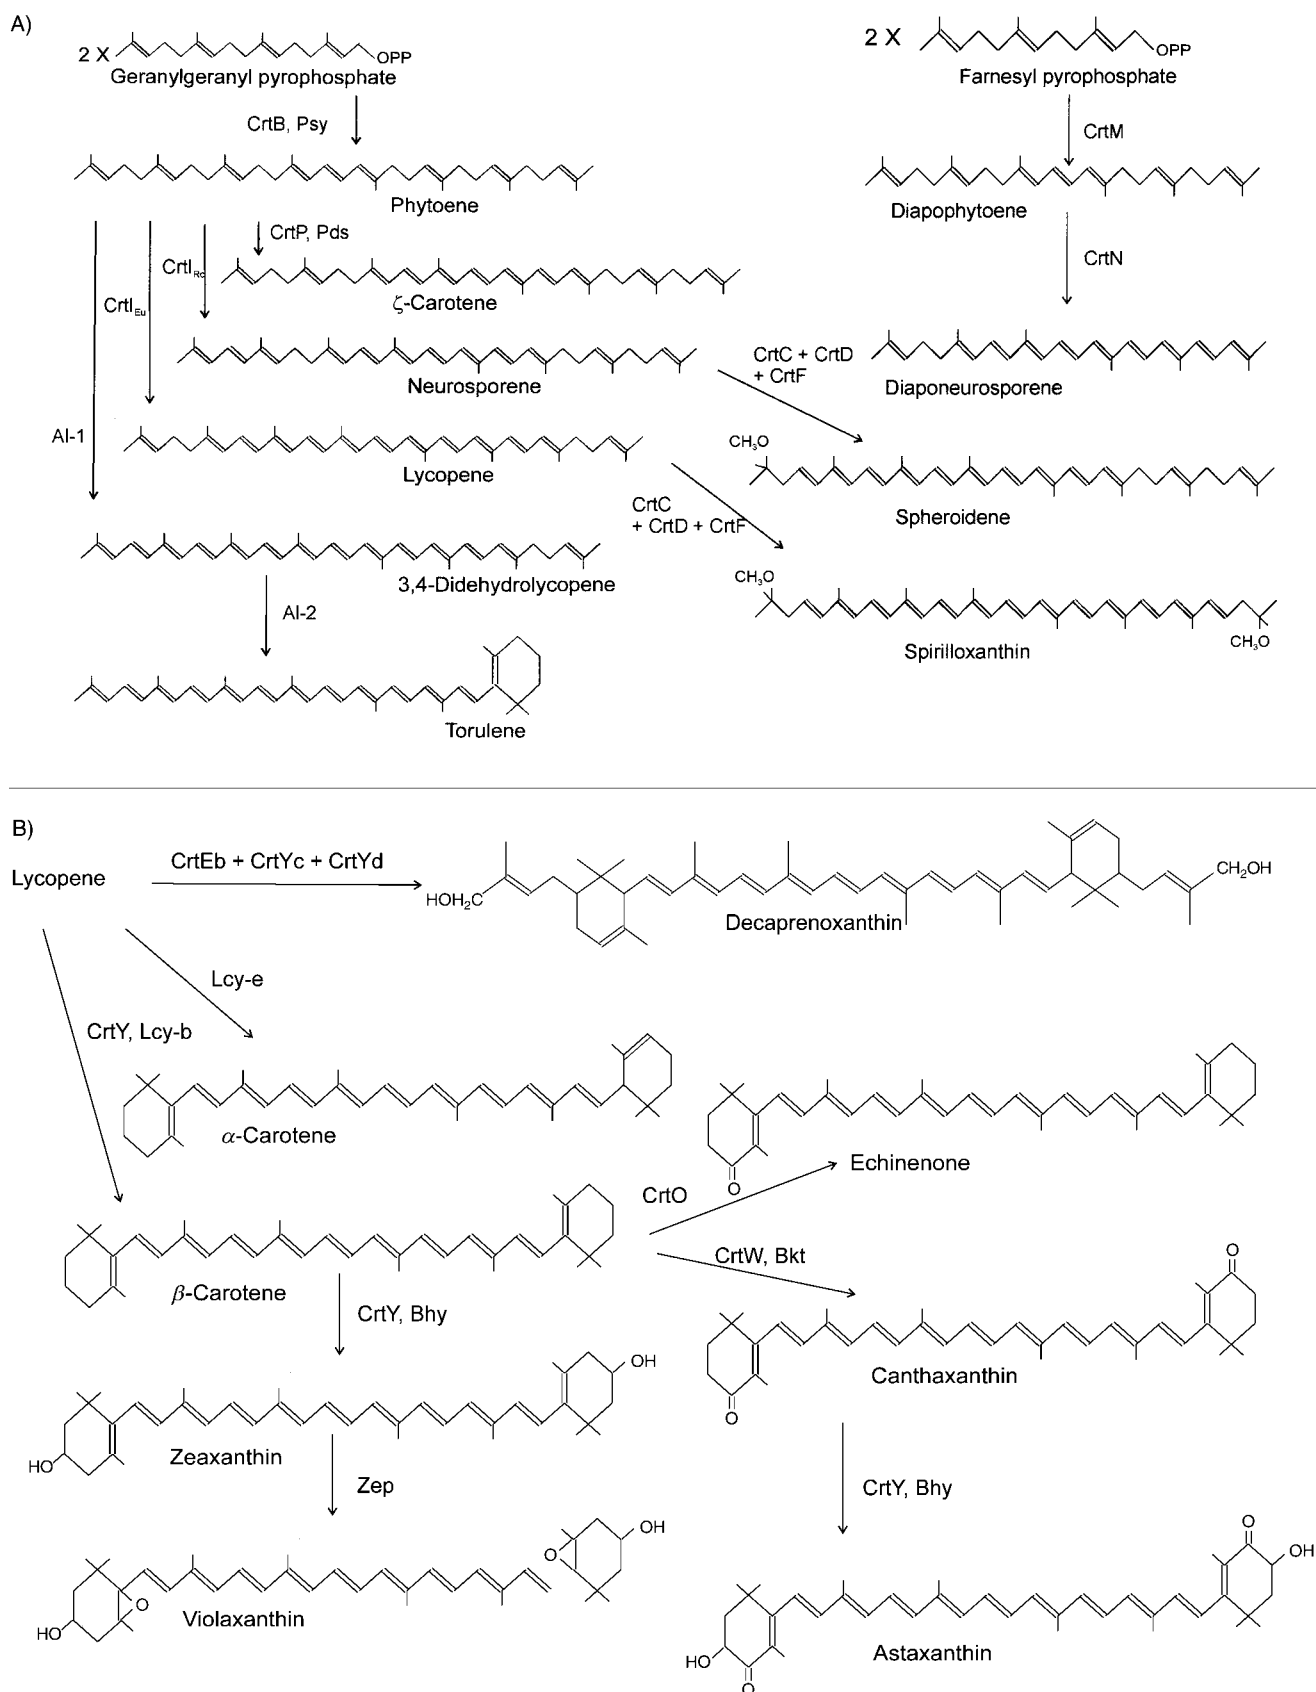 A)
2 X
OPP
Geranylgeranyl pyrophosphate
2 X
OPP
Farnesyl pyrophosphate
CrtB, Psy
CrtM
Phytoene
Diapophytoene
CrtP, Pds
CrtI Rc
CrtI Eu
ζ-Carotene
CrtN
Neurosporene
CrtC + CrtD
+ CrtF
Diaponeurosporene
Al-1
Lycopene
CH3O
Spheroidene
CrtC
+ CrtD + CrtF
3,4-Didehydrolycopene
CH3O
Al-2
Spirilloxanthin
CH3O
Torulene
B)
Lycopene
CrtEb + CrtYc + CrtYd
HOH2C
CH2OH
Decaprenoxanthin
Lcy-e
CrtY, Lcy-b
α-Carotene
O
Echinenone
CrtO
β-Carotene
CrtW, Bkt
O
CrtY, Bhy
O
Canthaxanthin
OH
HO
Zeaxanthin
Zep
CrtY, Bhy
O
OH
O
HO
Violaxanthin
O
OH
HO
O
Astaxanthin